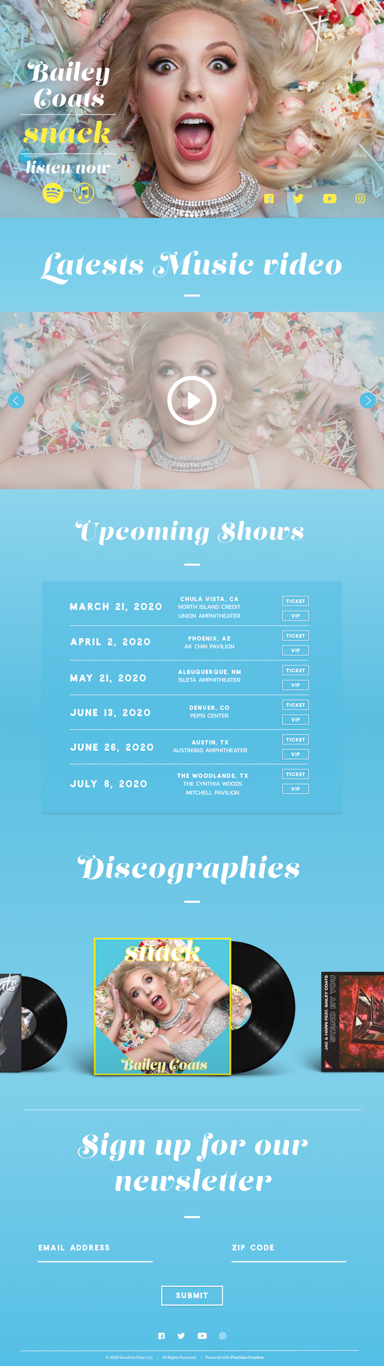 Bailey
Coats
snack
listen now
Latests Music video
Upcoming Shows
MARCH 21, 2020
CHULA VISTA, CA
NORTH ISLAND CREDIT
UNION AMPHITHEATER
TICKET
VIP
APRIL 2, 2020
PHOENIX, AZ
AK CHIN PAVILION
TICKET
VIP
MAY 21, 2020
ALBUQUERQUE, NM
ISLETA AMPHITHEATER
TICKET
VIP
JUNE 13, 2020
DENVER, CO
PEPSI CENTER
TICKET
VIP
JUNE 26, 2020
AUSTIN, TX
AUSTIN360 AMPHITHEATER
TICKET
VIP
JULY 8, 2020
THE WOODLANDS, TX
THE CYNTHIA WOODS
MITCHELL PAVILION
TICKET
VIP
Discographies
snack
Bailey Coats
JAC & HARRI FEAT. BAILEY COATS
STAND BY YOU
Sign up for our
newsletter
EMAIL ADDRESS
ZIP CODE
SUBMIT
© 2020 Sunshine Sailor LLC | All Rights Reserved | Powered with Precision Creative